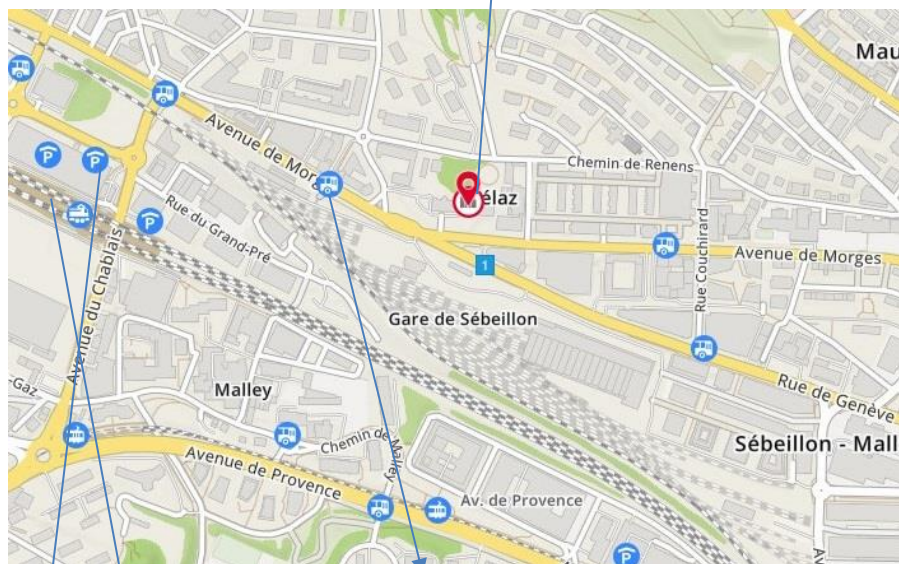 Mau
Avenue de Morg
Chemin de Renens
P
P
élaz
Rue du Grand-Pré
P
Avenue de Morges
1
Rue Couchirard
Avenue du Chablais
Gare de Sébeillon
-Gaz
Malley
Rue de Genève
Chemin de Malley
Sébeillon - Mall
Avenue de Provence
Av. de Provence
P
Av